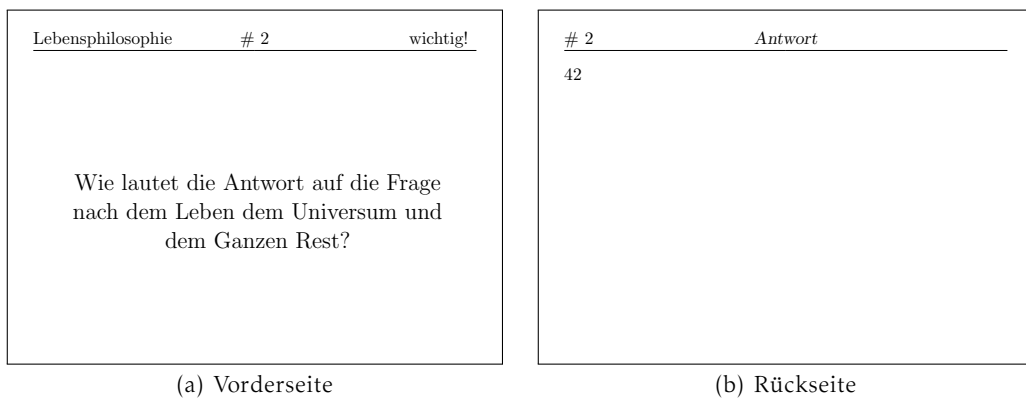 Lebensphilosophie # 2 wichtig!
Wie lautet die Antwort auf die Frage
nach dem Leben dem Universum und
dem Ganzen Rest?
(a) Vorderseite
# 2 Antwort
42
(b) Rückseite